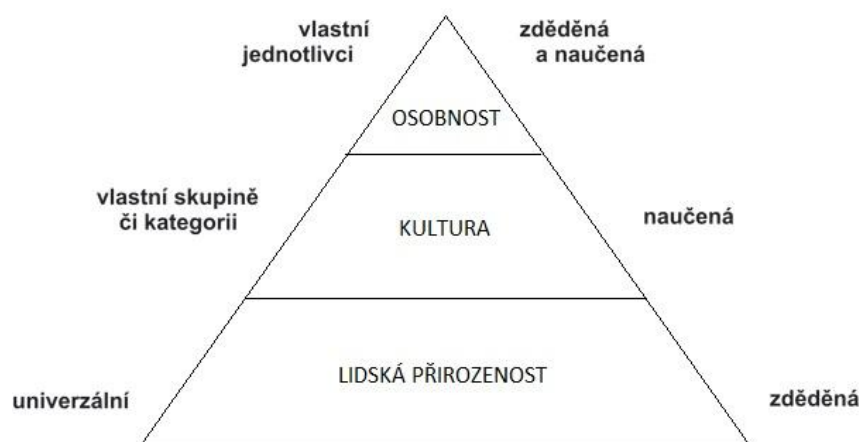 vlastní
jednotlivci
zděděná
a naučená
OSOBNOST
vlastní skupině
či kategorii
KULTURA
naučená
LIDSKÁ PŘIROZENOST
univerzální
zděděná